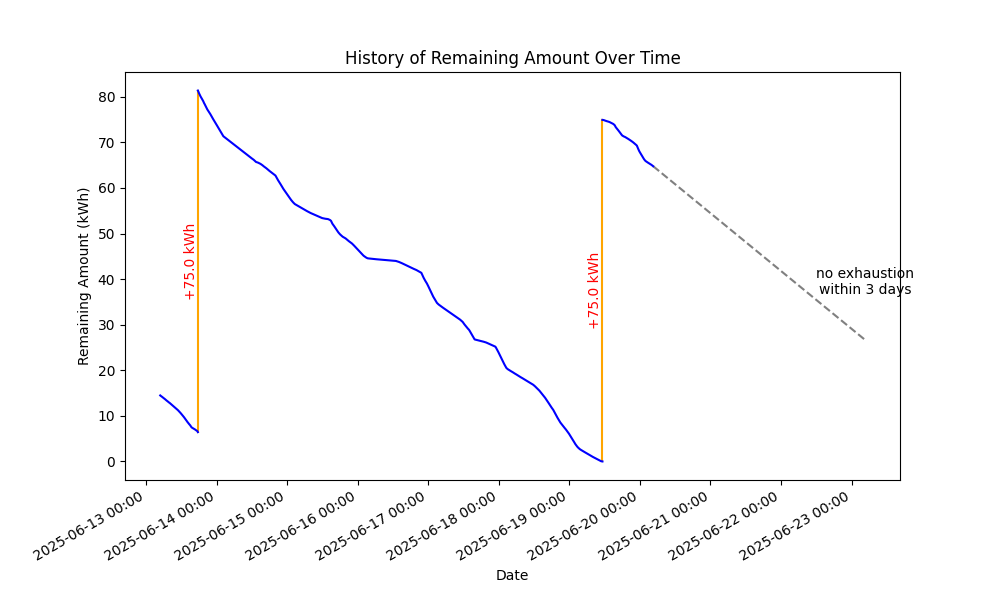 History of Remaining Amount Over Time
Remaining Amount (kWh)
80
70
60
50
40
30
20
10
0
+75.0 kWh
+75.0 kWh
no exhaustion
within 3 days
2025-06-13 00:00
2025-06-14 00:00
2025-06-15 00:00
2025-06-16 00:00
2025-06-17 00:00
2025-06-18 00:00
2025-06-19 00:00
2025-06-20 00:00
2025-06-21 00:00
2025-06-22 00:00
2025-06-23 00:00
Date